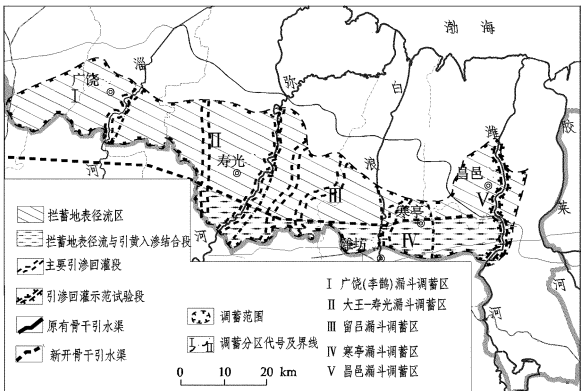 渤海
淄
广饶
Ⅰ
弥
白
胶
潍
Ⅱ
寿光
昌邑
浪
莱
河
Ⅲ
Ⅴ
寒亭
河
潍坊
Ⅳ
河
河
拦蓄地表径流区
拦蓄地表径流与引黄入渗结合段
主要引渗回灌段
引渗回灌示范试验段
原有骨干引水渠
新开骨干引水渠
调蓄范围
Ⅰ Ⅱ 调蓄分区代号及界线
0 10 20 km
Ⅰ 广饶(李鹊)漏斗调蓄区
Ⅱ 大王—寿光漏斗调蓄区
Ⅲ 留吕漏斗调蓄区
Ⅳ 寒亭漏斗调蓄区
Ⅴ 昌邑漏斗调蓄区